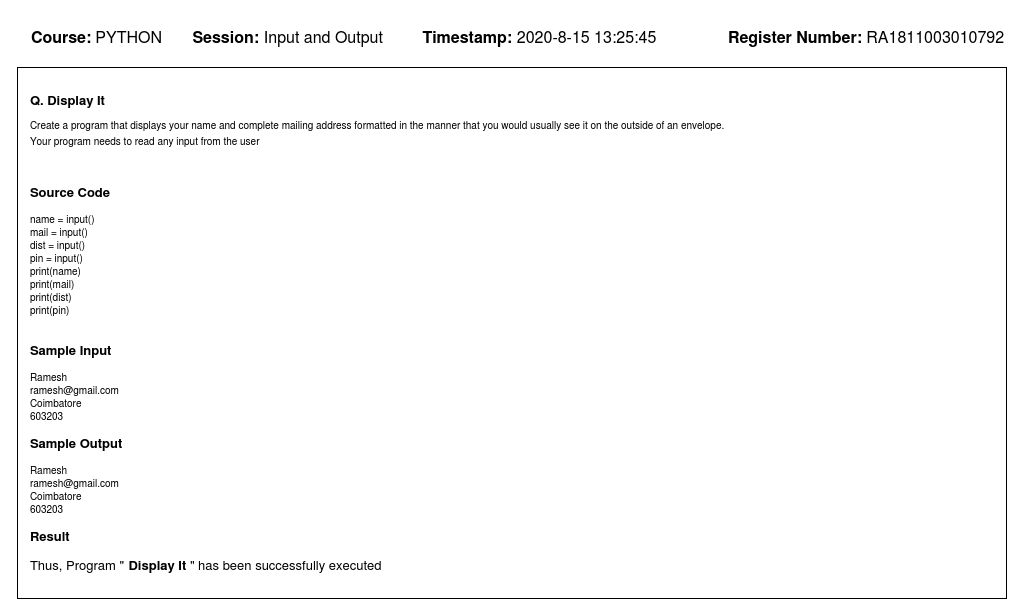 Course: PYTHON Session: Input and Output Timestamp: 2020-8-15 13:25:45 Register Number: RA1811003010792
Q. Display It
Create a program that displays your name and complete mailing address formatted in the manner that you would usually see it on the outside of an envelope.
Your program needs to read any input from the user
Source Code
name = input()
mail = input()
dist = input()
pin = input()
print(name)
print(mail)
print(dist)
print(pin)
Sample Input
Ramesh
ramesh@gmail.com
Coimbatore
603203
Sample Output
Ramesh
ramesh@gmail.com
Coimbatore
603203
Result
Thus, Program " Display It " has been successfully executed